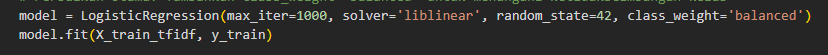 model = LogisticRegression(max_iter=1000, solver='liblinear', random_state=42, class_weight='balanced')
model.fit(X_train_tfidf, y_train)